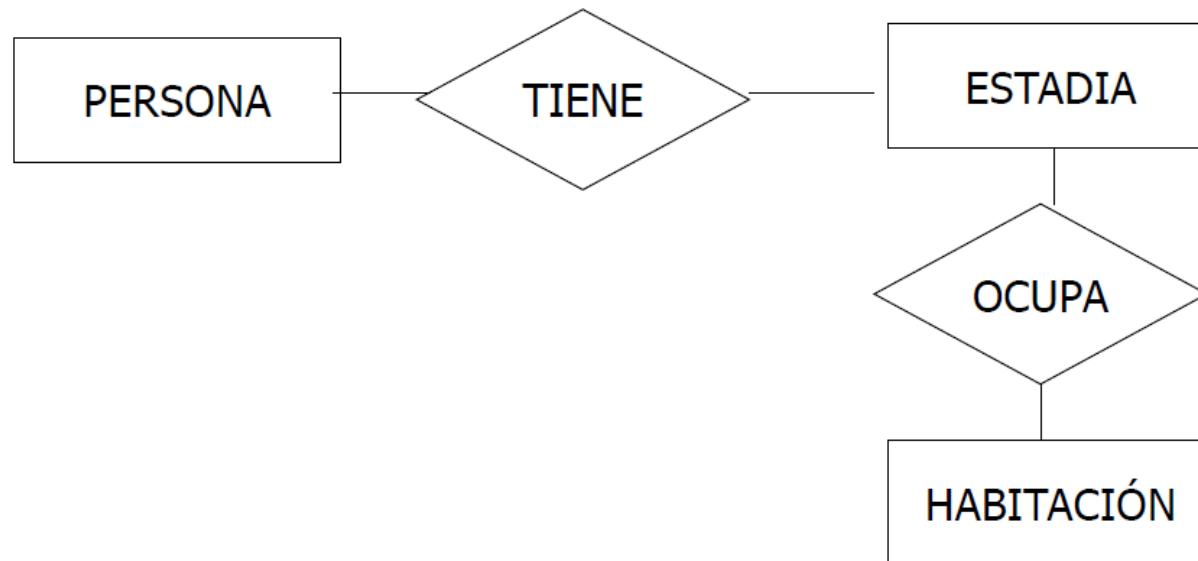 PERSONA
TIENE
ESTADIA
OCUPA
HABITACIÓN